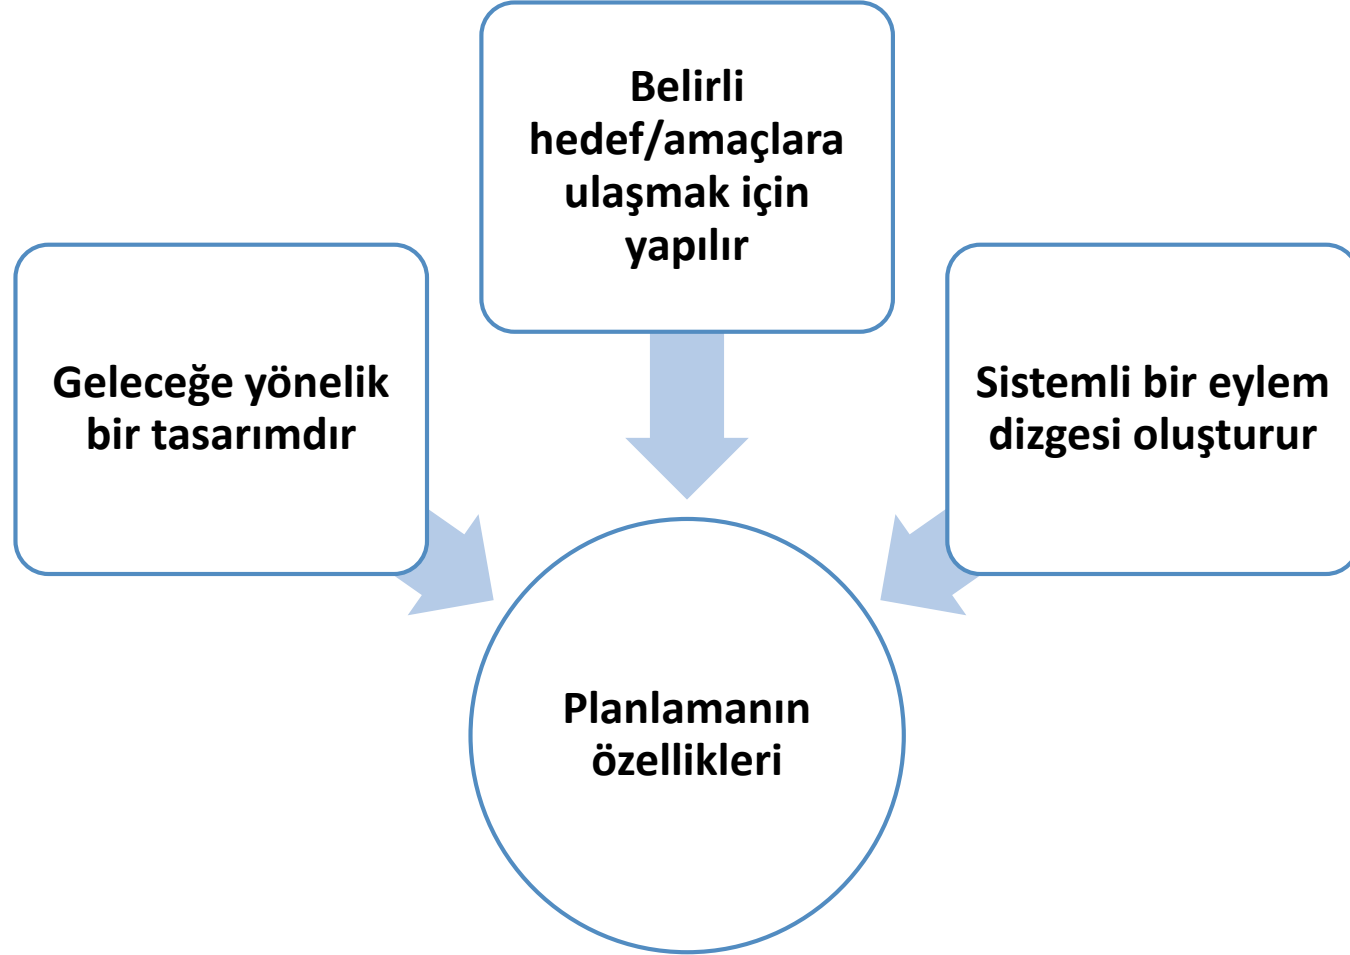 Belirli
hedef/amaçlara
ulaşmak için
yapılır
Geleceğe yönelik
bir tasarımdır
Sistemli bir eylem
dizgesi oluşturur
Planlamanın
özellikleri